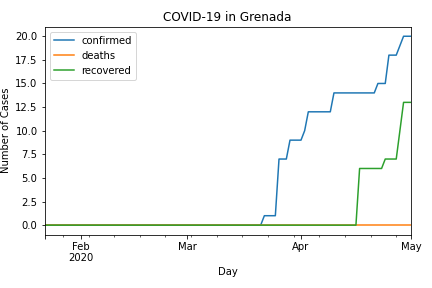 COVID-19 in Grenada
confirmed
deaths
recovered
Number of Cases
20.0
17.5
15.0
12.5
10.0
7.5
5.0
2.5
0.0
Feb
2020
Mar
Apr
May
Day